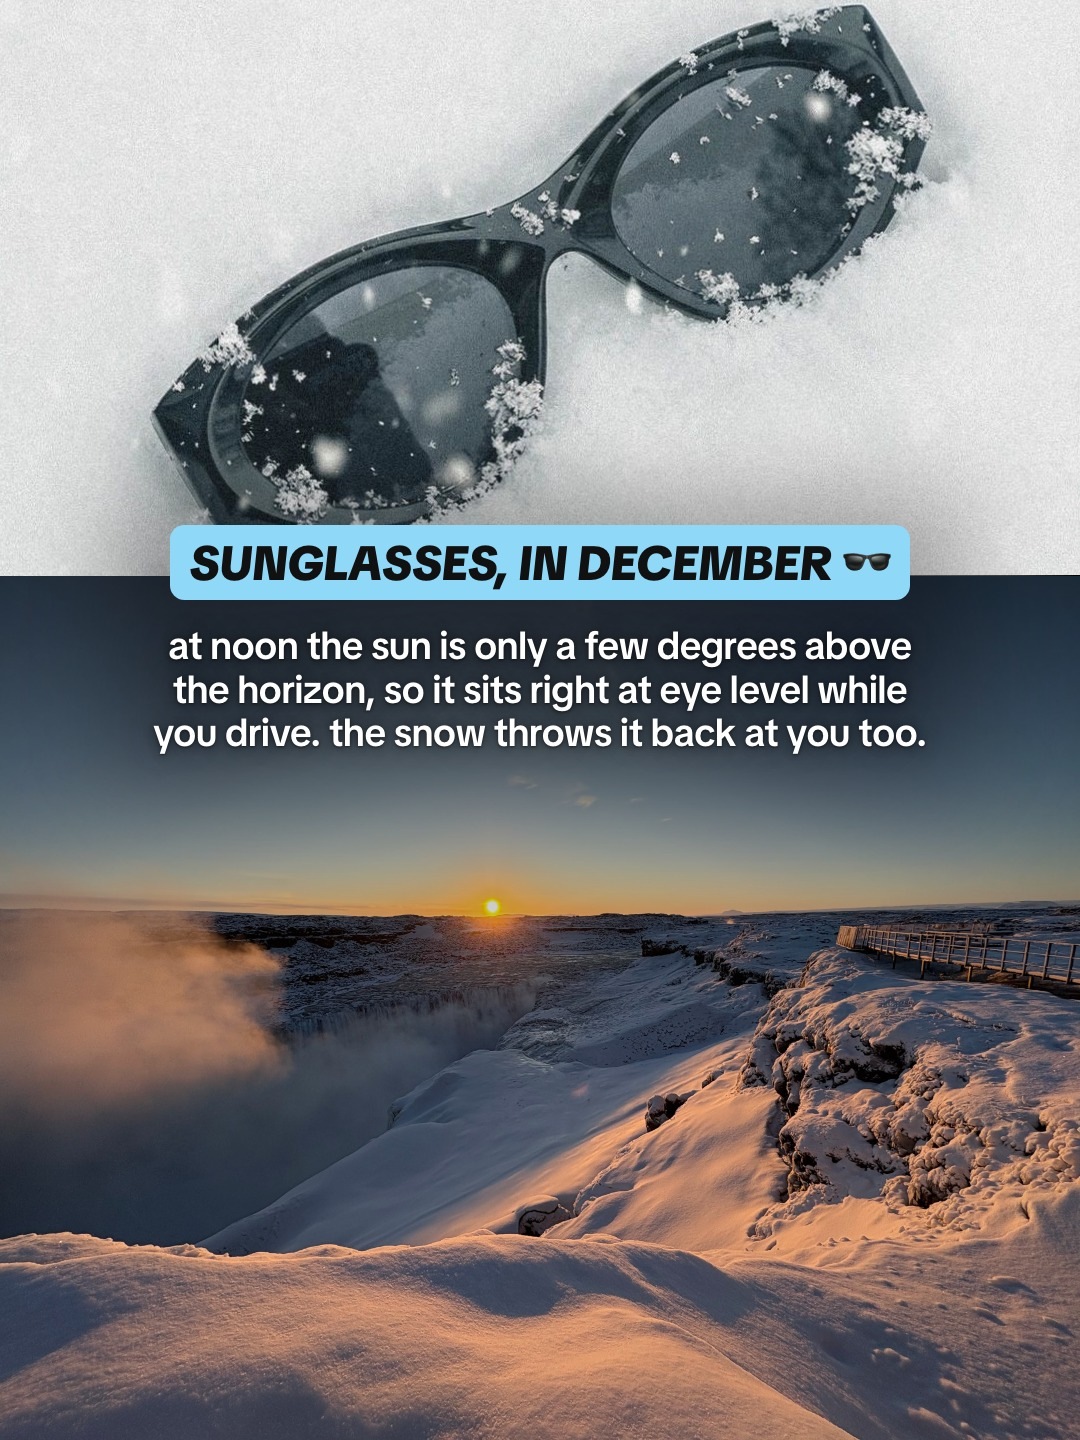 SUNGLASSES, IN DECEMBER 🕶️
at noon the sun is only a few degrees above
the horizon, so it sits right at eye level while
you drive. the snow throws it back at you too.